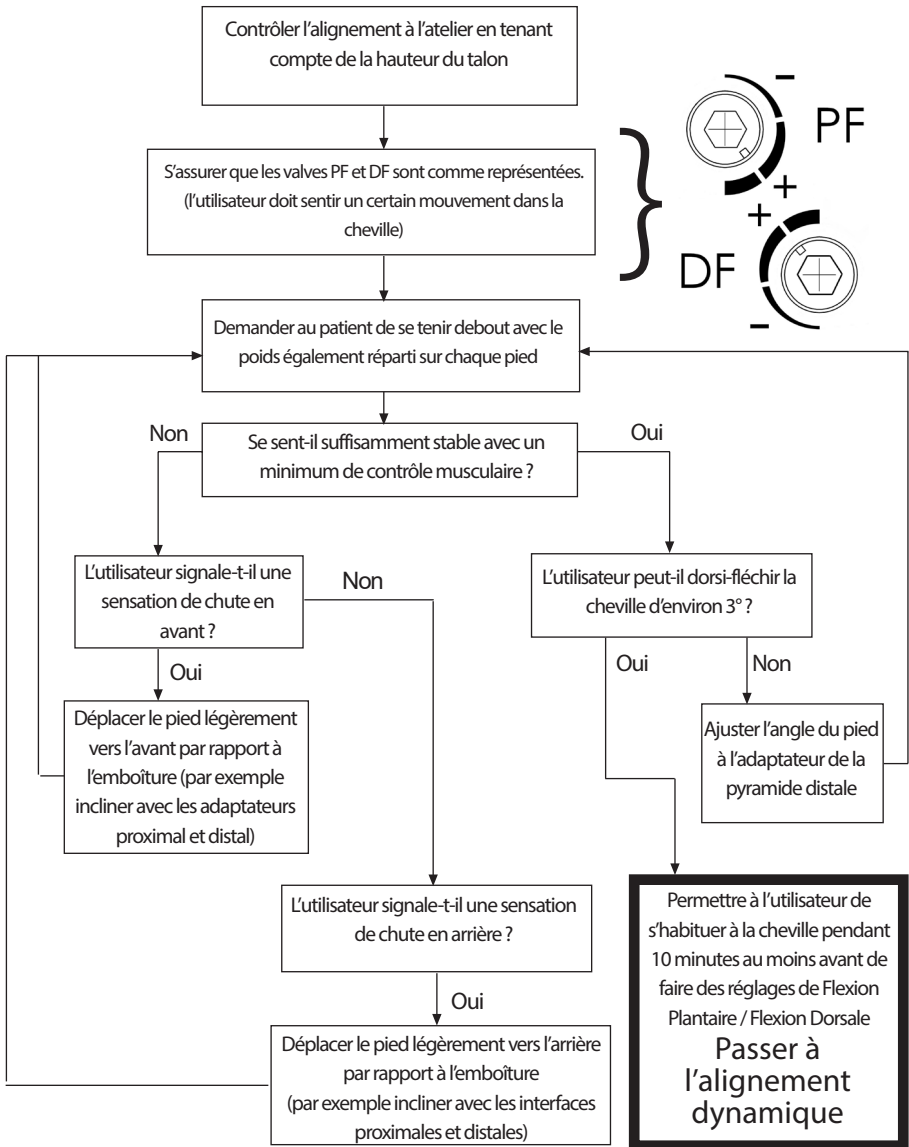 Contrôler l'alignement à l'atelier en tenant
compte de la hauteur du talon
S'assurer que les valves PF et DF sont comme représentées.
(l'utilisateur doit sentir un certain mouvement dans la
cheville)
-
PF
+
+
DF
-
Demander au patient de se tenir debout avec le
poids également réparti sur chaque pied
Non
Se sent-il suffisamment stable avec un
minimum de contrôle musculaire ?
Oui
L'utilisateur signale-t-il une
sensation de chute en
avant ?
Non
L'utilisateur peut-il dorsi-fléchir la
cheville d'environ 3° ?
Oui
Oui
Non
Déplacer le pied légèrement
vers l'avant par rapport à
l'emboîture (par exemple
incliner avec les adaptateurs
proximal et distal)
Ajuster l'angle du pied
à l'adaptateur de la
pyramide distale
L'utilisateur signale-t-il une sensation
de chute en arrière ?
Oui
Déplacer le pied légèrement vers l'arrière
par rapport à l'emboîture
(par exemple incliner avec les interfaces
proximales et distales)
Permettre à l'utilisateur de
s'habituer à la cheville pendant
10 minutes au moins avant de
faire des réglages de Flexion
Plantaire / Flexion Dorsale
Passer à
l'alignement
dynamique